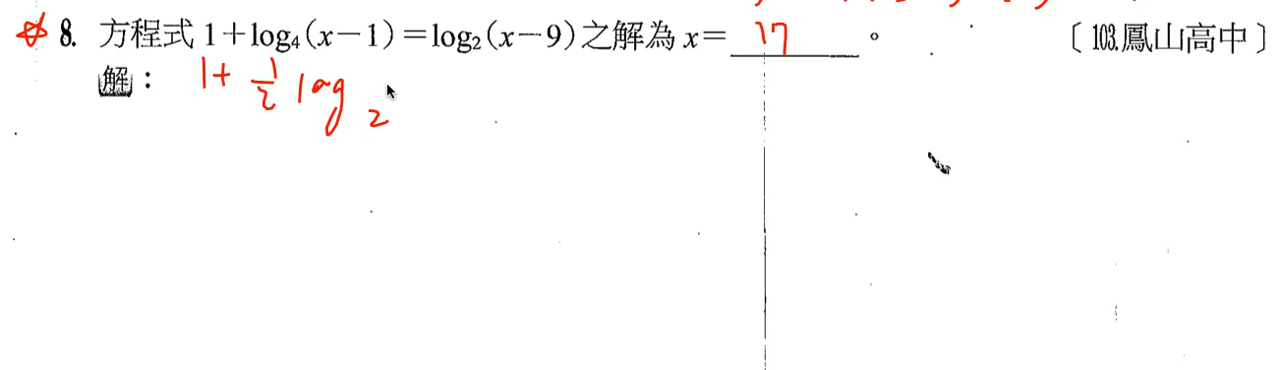 8. 方程式 1+log₄(x−1)=log₂(x−9)之解為 x= 17 。 〔103.鳳山高中〕
解： 1+ 1/2 log 2